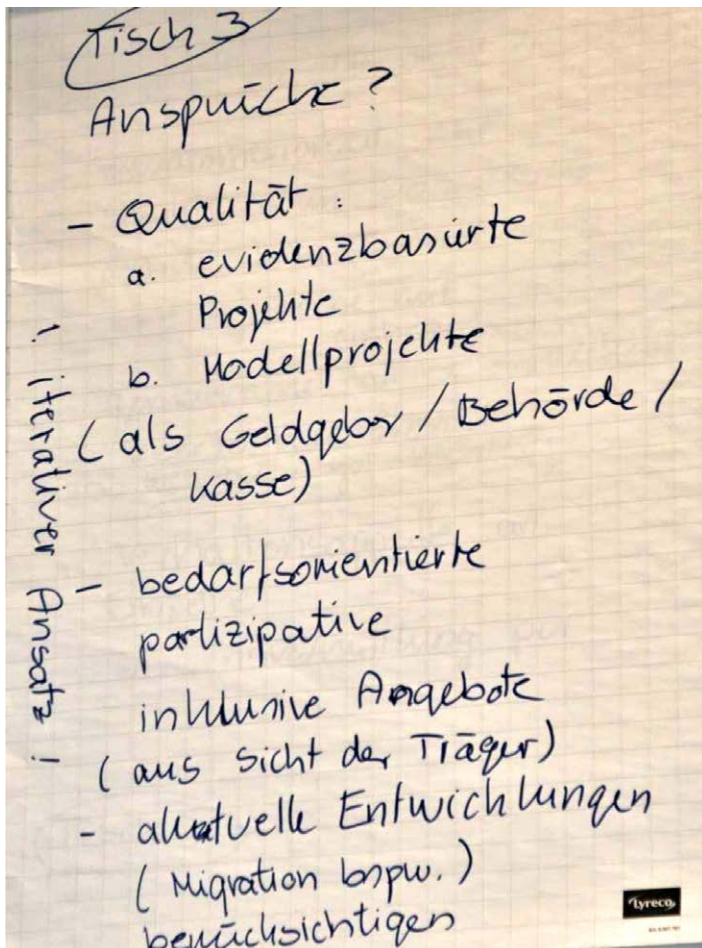 Tisch 3
Ansprüche?
- Qualität:
a. evidenzbasierte
Projekte
b. Modellprojekte
(als Geldgeber / Behörde /
Kasse)
- bedarfsorientierte
partizipative
inklusive Angebote
(aus Sicht der Träger)
- aktuelle Entwicklungen
(Migration bspw.)
berücksichtigen
! iterativer Ansatz !
Lyreco